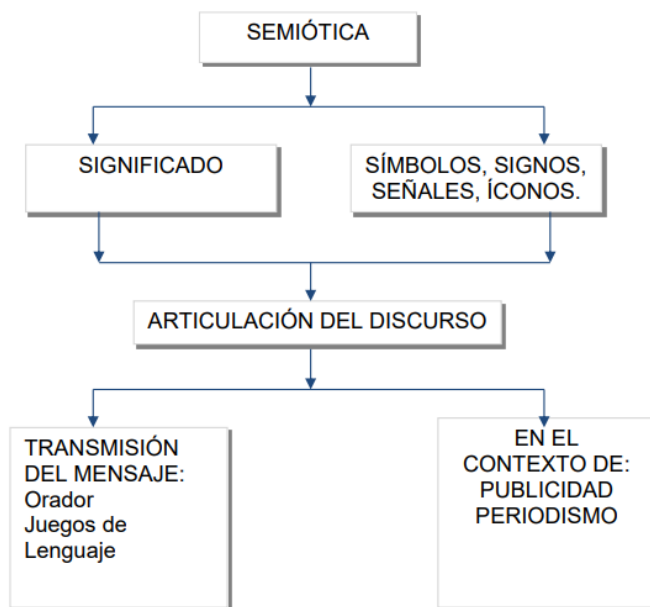 SEMIÓTICA
SIGNIFICADO
SÍMBOLOS, SIGNOS,
SEÑALES, ÍCONOS.
ARTICULACIÓN DEL DISCURSO
TRANSMISIÓN
DEL MENSAJE:
Orador
Juegos de
Lenguaje
EN EL
CONTEXTO DE:
PUBLICIDAD
PERIODISMO